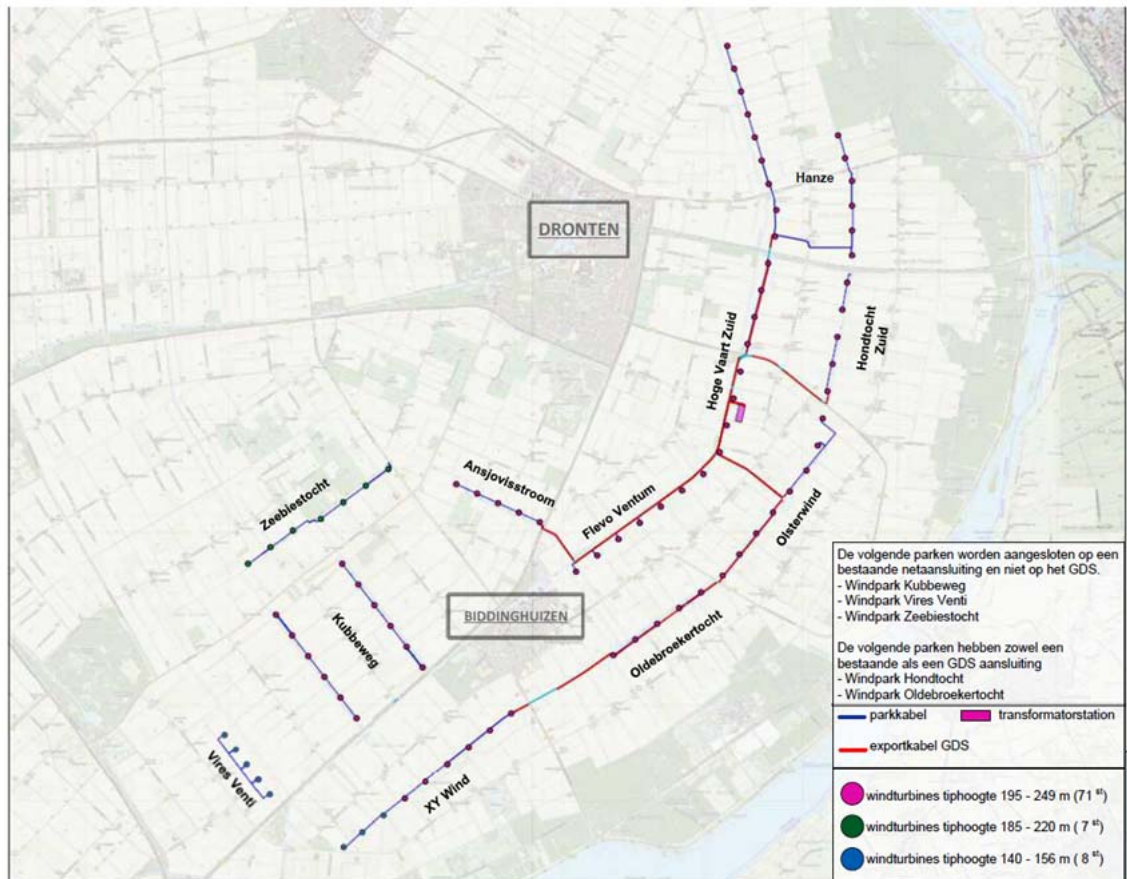 Hanze
DRONTEN
Hoge Vaart Zuid
Hondtocht
Zuid
Ansjovisstroom
Zeebiestocht
Flevo Ventum
Olsterwind
BIDDINGHUIZEN
Kubbeweg
Oldebroekertocht
Vires Venti
XY Wind
De volgende parken worden aangesloten op een
bestaande netaansluiting en niet op het GDS.
- Windpark Kubbeweg
- Windpark Vires Venti
- Windpark Zeebiestocht
De volgende parken hebben zowel een
bestaande als een GDS aansluiting
- Windpark Hondtocht
- Windpark Oldebroekertocht
parkkabel
transformatorstation
exportkabel GDS
windturbines tiphoogte 195 - 249 m (71 st)
windturbines tiphoogte 185 - 220 m ( 7 st)
windturbines tiphoogte 140 - 156 m ( 8 st)